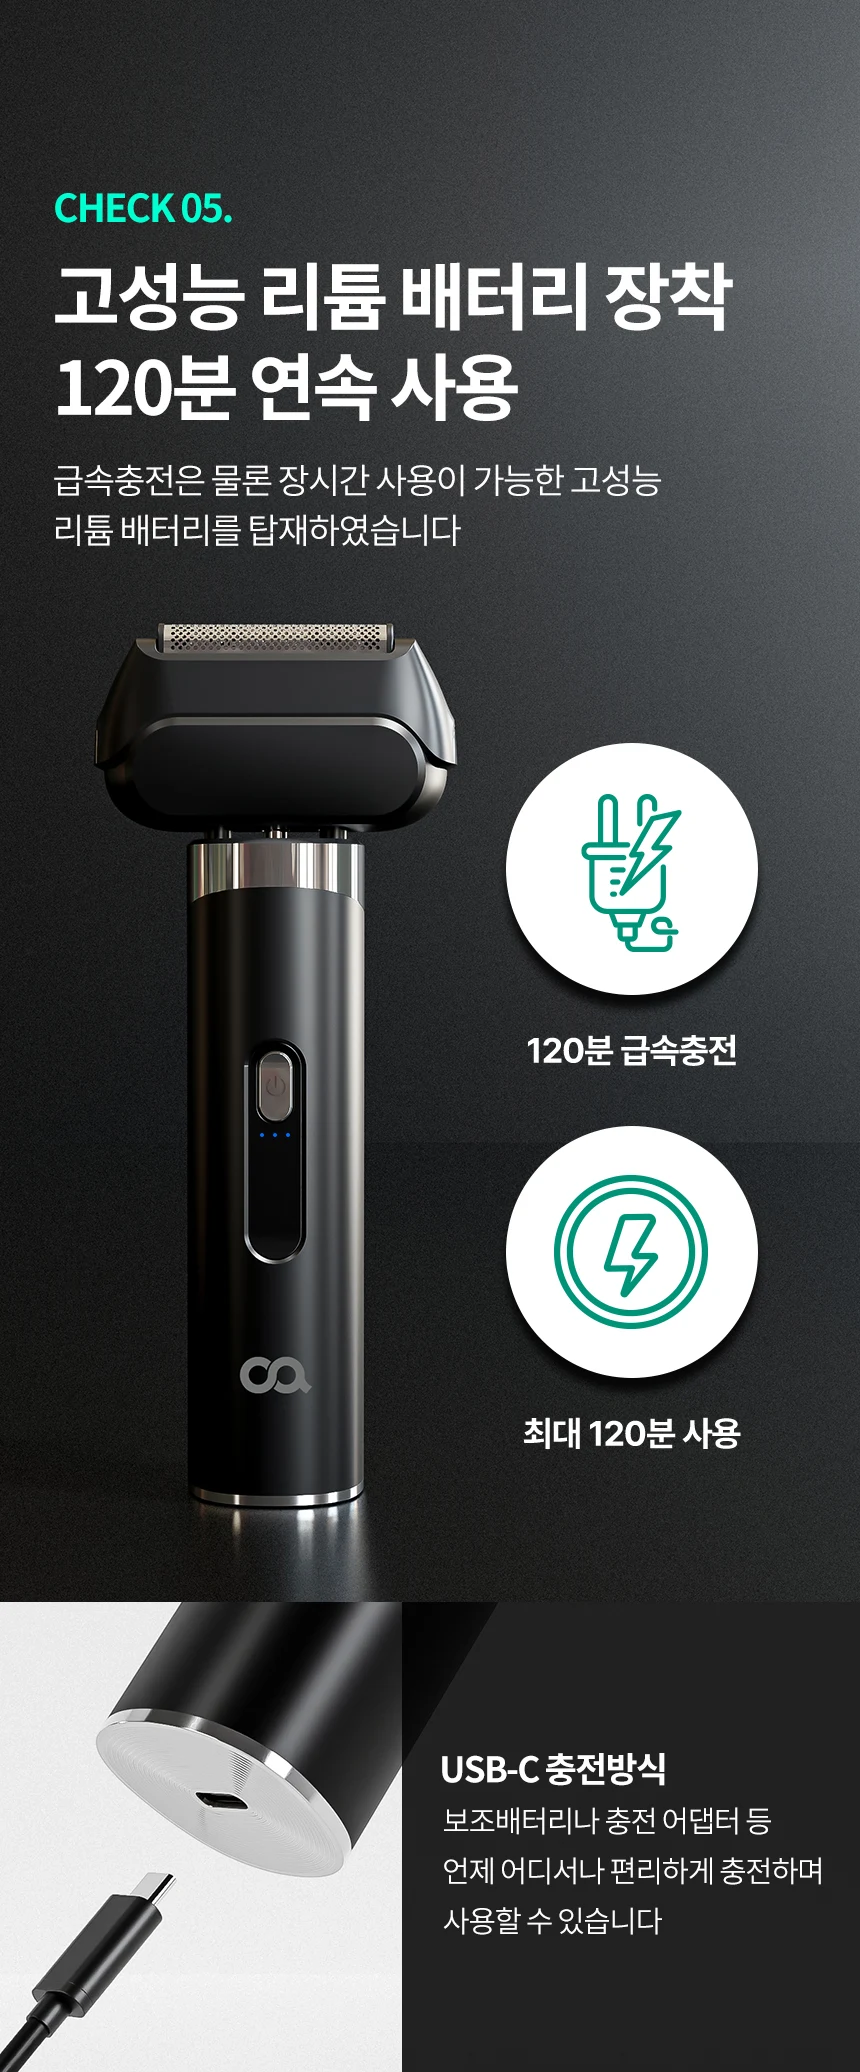 CHECK 05.
고성능 리튬 배터리 장착
120분 연속 사용
급속충전은 물론 장시간 사용이 가능한 고성능
리튬 배터리를 탑재하였습니다
120분 급속충전
OA
최대 120분 사용
USB-C 충전방식
보조배터리나 충전 어댑터 등
언제 어디서나 편리하게 충전하며
사용할 수 있습니다